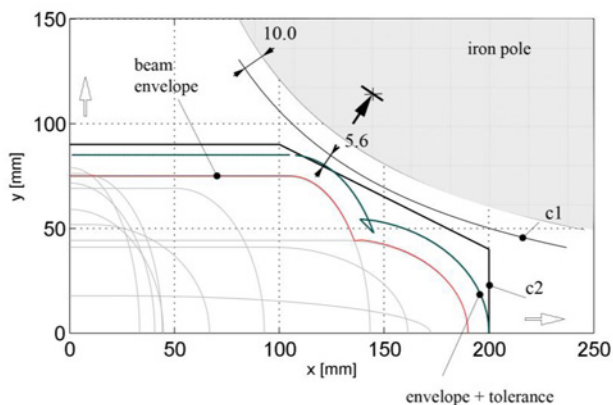 150
10.0
iron pole
beam
envelope
100
5.6
y [mm]
50
c1
c2
0
0
50
100
150
200
250
x [mm]
envelope + tolerance